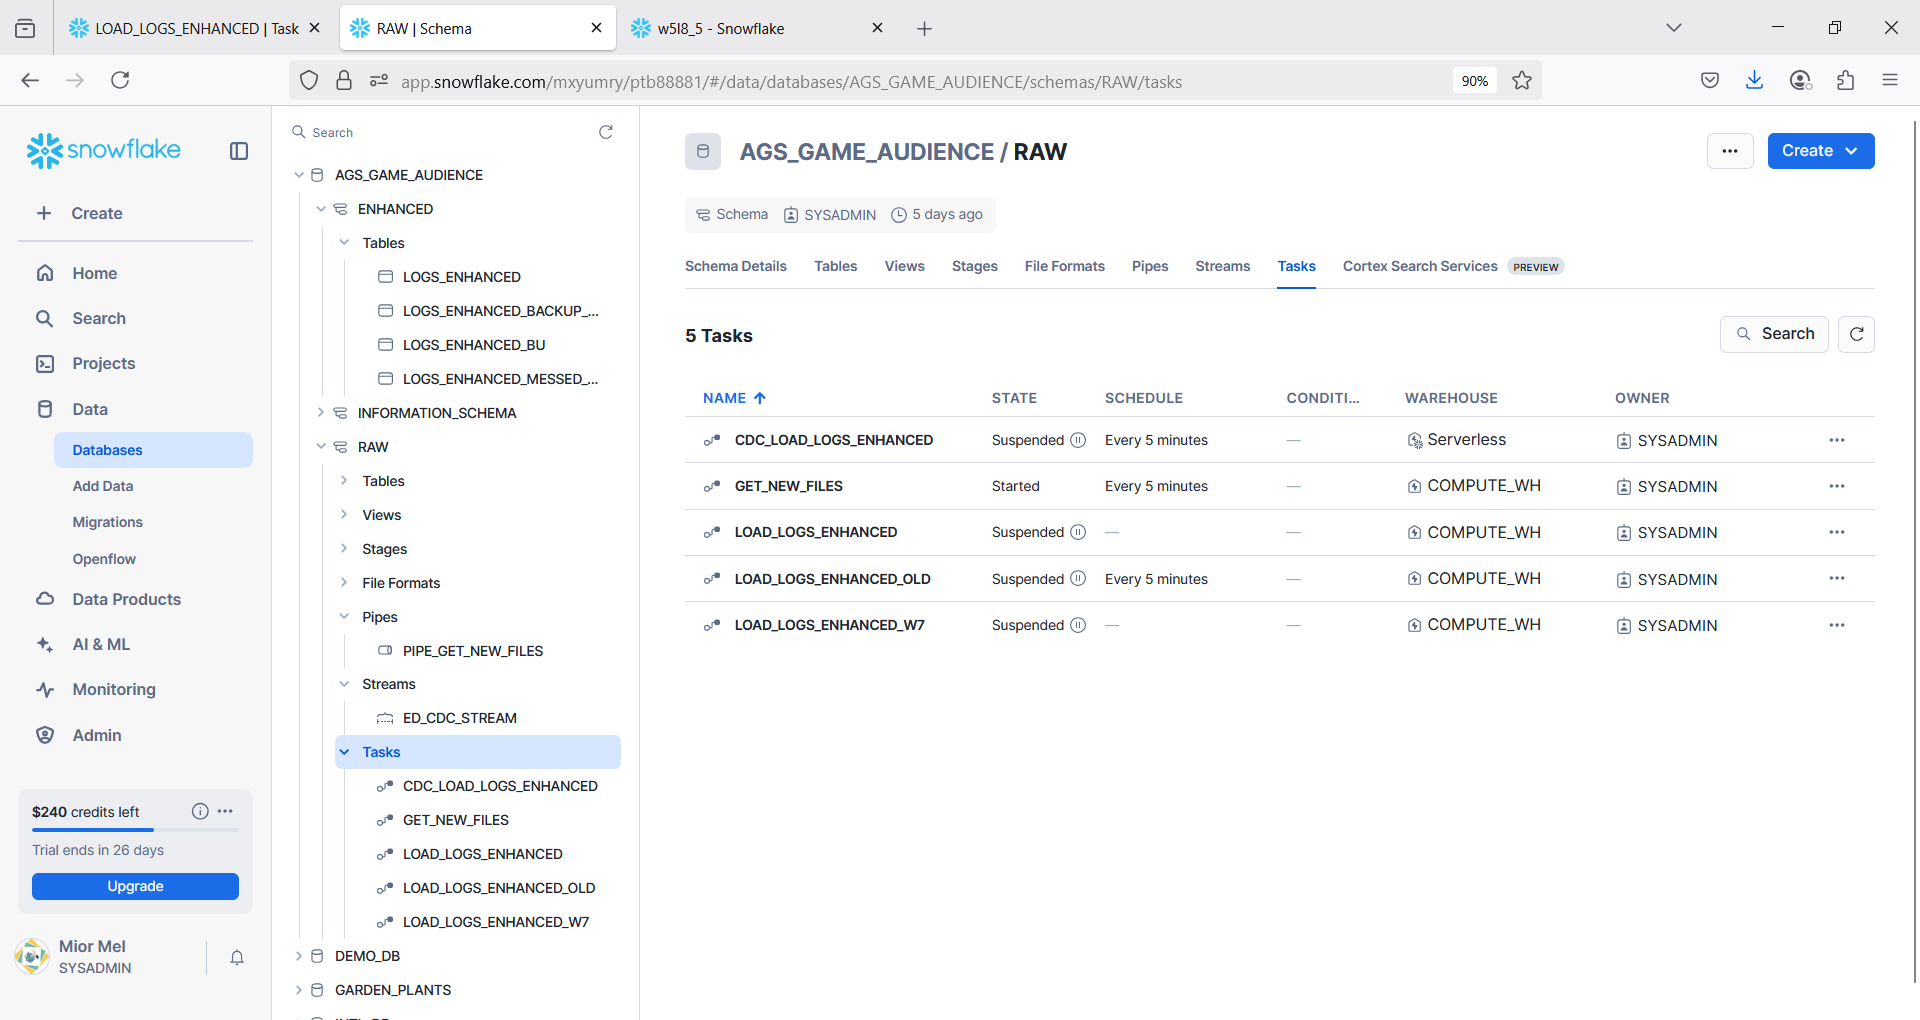 LOAD_LOGS_ENHANCED | Task
RAW | Schema
w5l8_5 - Snowflake
app.snowflake.com/mxyumry/ptb88881/#/data/databases/AGS_GAME_AUDIENCE/schemas/RAW/tasks
90%
snowflake
Create
Home
Search
Projects
Data
Databases
Add Data
Migrations
Openflow
Data Products
AI & ML
Monitoring
Admin
$240 credits left
Trial ends in 26 days
Upgrade
Mior Mel
SYSADMIN
Search
AGS_GAME_AUDIENCE
ENHANCED
Tables
LOGS_ENHANCED
LOGS_ENHANCED_BACKUP_...
LOGS_ENHANCED_BU
LOGS_ENHANCED_MESSED_...
INFORMATION_SCHEMA
RAW
Tables
Views
Stages
File Formats
Pipes
PIPE_GET_NEW_FILES
Streams
ED_CDC_STREAM
Tasks
CDC_LOAD_LOGS_ENHANCED
GET_NEW_FILES
LOAD_LOGS_ENHANCED
LOAD_LOGS_ENHANCED_OLD
LOAD_LOGS_ENHANCED_W7
DEMO_DB
GARDEN_PLANTS
AGS_GAME_AUDIENCE / RAW
... Create
Schema SYSADMIN 5 days ago
Schema Details Tables Views Stages File Formats Pipes Streams Tasks Cortex Search Services PREVIEW
5 Tasks
Search
NAME STATE SCHEDULE CONDITI... WAREHOUSE OWNER
CDC_LOAD_LOGS_ENHANCED Suspended Every 5 minutes — Serverless SYSADMIN ...
GET_NEW_FILES Started Every 5 minutes — COMPUTE_WH SYSADMIN ...
LOAD_LOGS_ENHANCED Suspended — — COMPUTE_WH SYSADMIN ...
LOAD_LOGS_ENHANCED_OLD Suspended Every 5 minutes — COMPUTE_WH SYSADMIN ...
LOAD_LOGS_ENHANCED_W7 Suspended — — COMPUTE_WH SYSADMIN ...